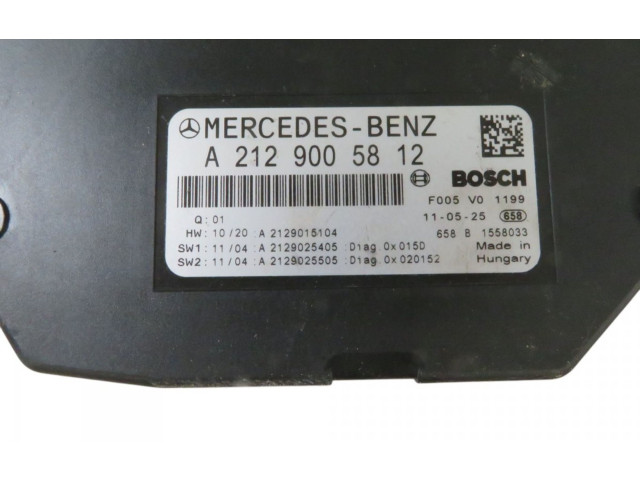 MERCEDES-BENZ
A 212 900 58 12
BOSCH
F005 V0 1199
Q: 01
11-05-25 658
HW: 10/20 :A 2129015104
658 B 1558033
SW1: 11/04 :A 2129025405 :Diag 0x015D
Made in
SW2: 11/04 :A 2129025505 :Diag 0x020152
Hungary